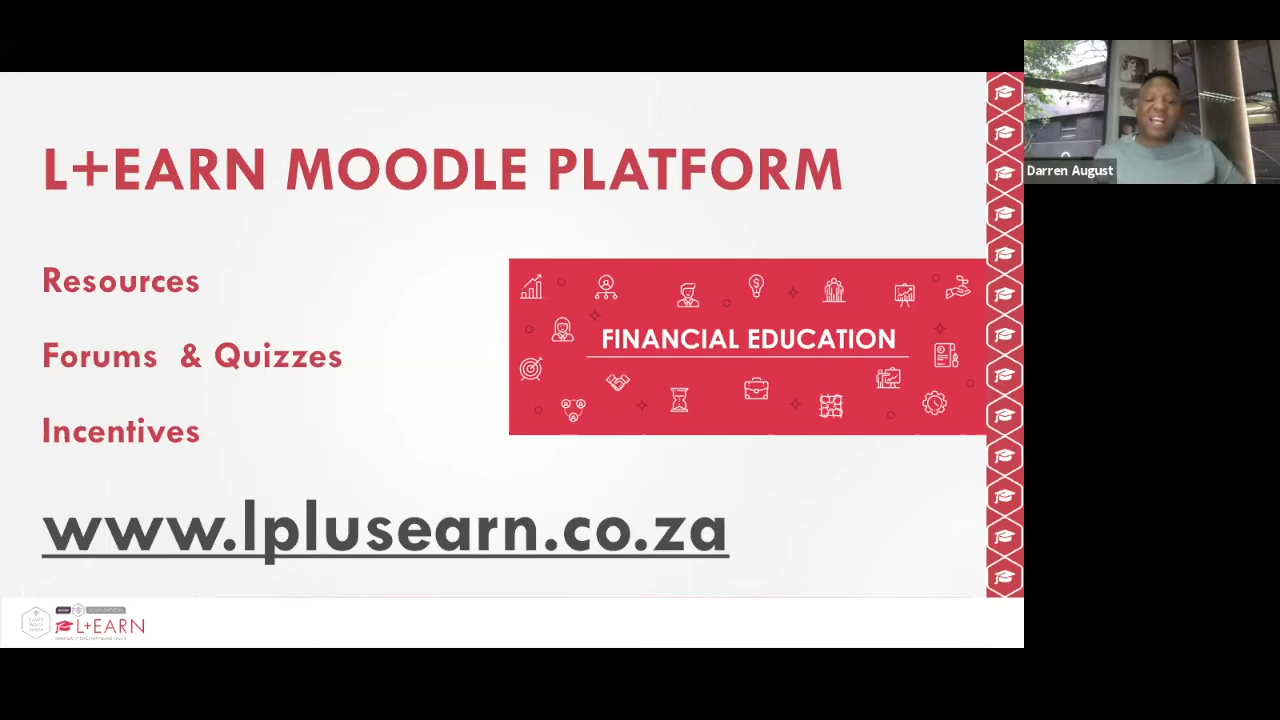 L+EARN MOODLE PLATFORM
Resources
Forums & Quizzes
Incentives
FINANCIAL EDUCATION
www.lplusearn.co.za
L+EARN
Darren August